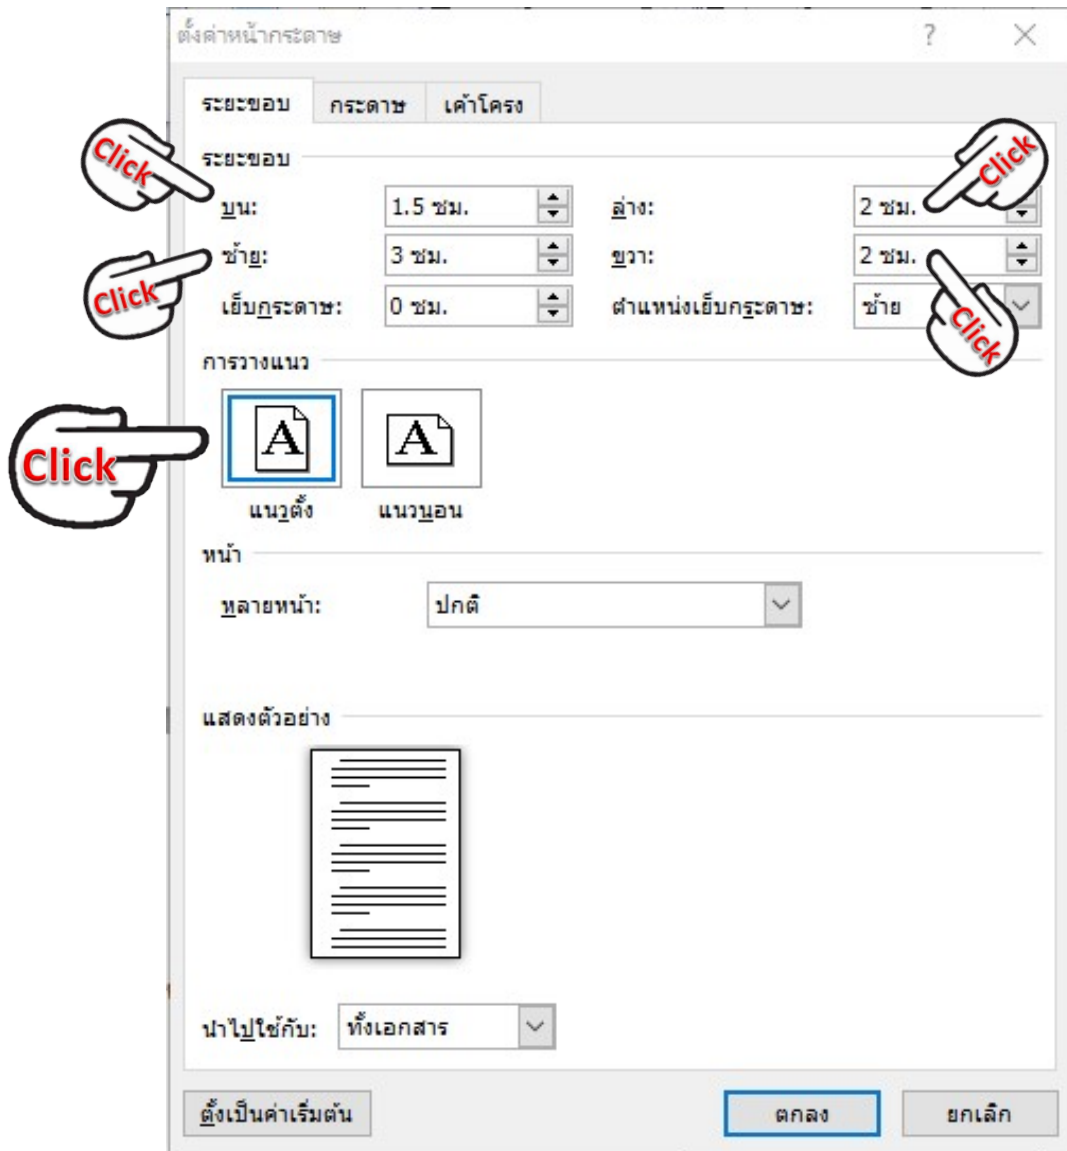 ตั้งค่าหน้ากระดาษ ? ×
ระยะขอบ กระดาษ เค้าโครง
ระยะขอบ
Click Click
บน: 1.5 ซม. ล่าง: 2 ซม.
ซ้าย: 3 ซม. ขวา: 2 ซม.
Click
เย็บกระดาษ: 0 ซม. ตำแหน่งเย็บกระดาษ: ซ้าย
Click
การวางแนว
A A
Click
แนวตั้ง แนวนอน
หน้า
หลายหน้า: ปกติ
แสดงตัวอย่าง
นำไปใช้กับ: ทั้งเอกสาร
ตั้งเป็นค่าเริ่มต้น ตกลง ยกเลิก